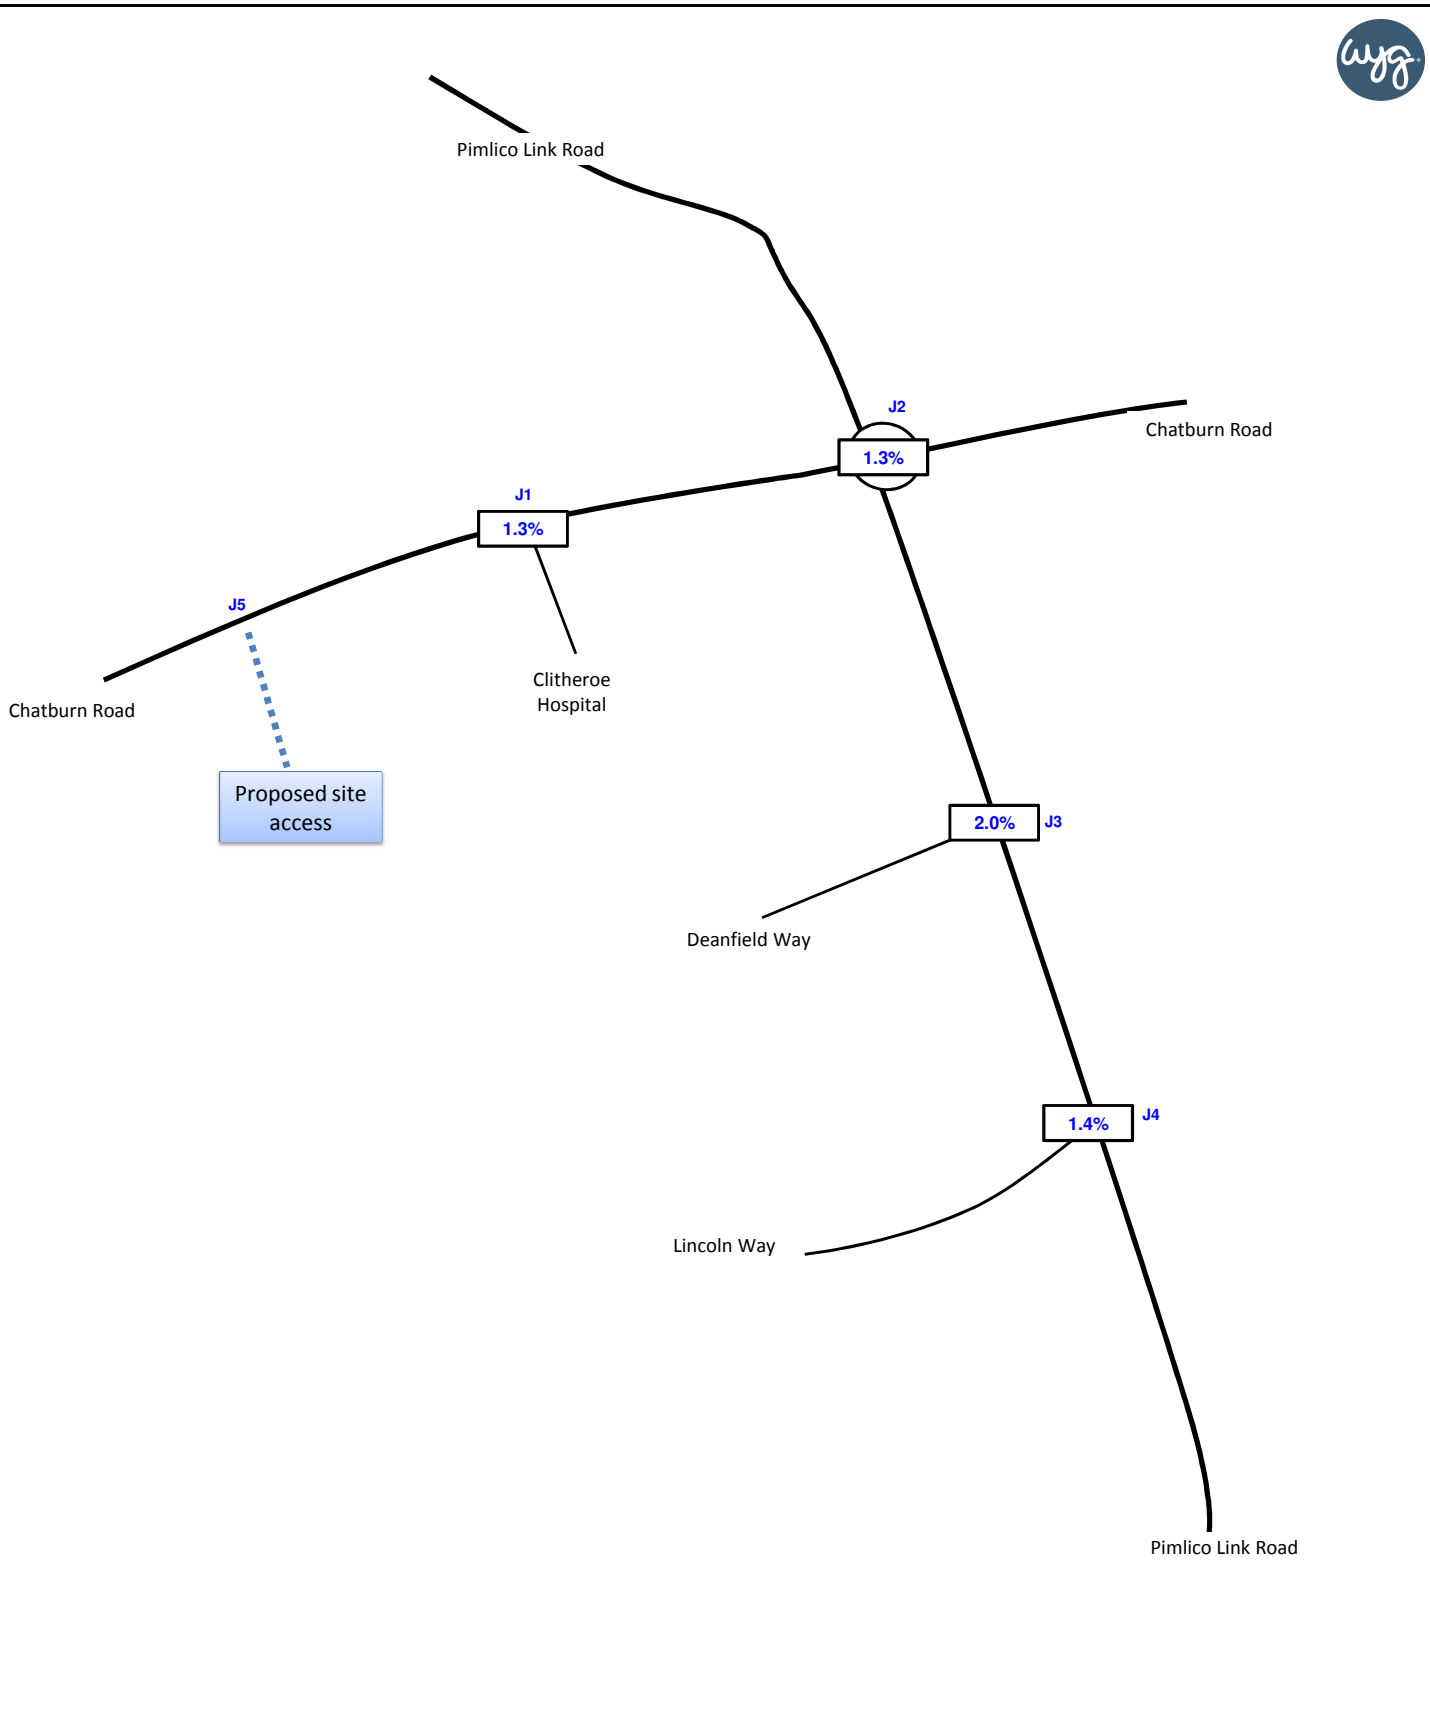 wyg
Pimlico Link Road
J2
1.3%
Chatburn Road
J1
1.3%
J5
Clitheroe
Hospital
Chatburn Road
Proposed site
access
2.0%
J3
Deanfield Way
1.4%
J4
Lincoln Way
Pimlico Link Road